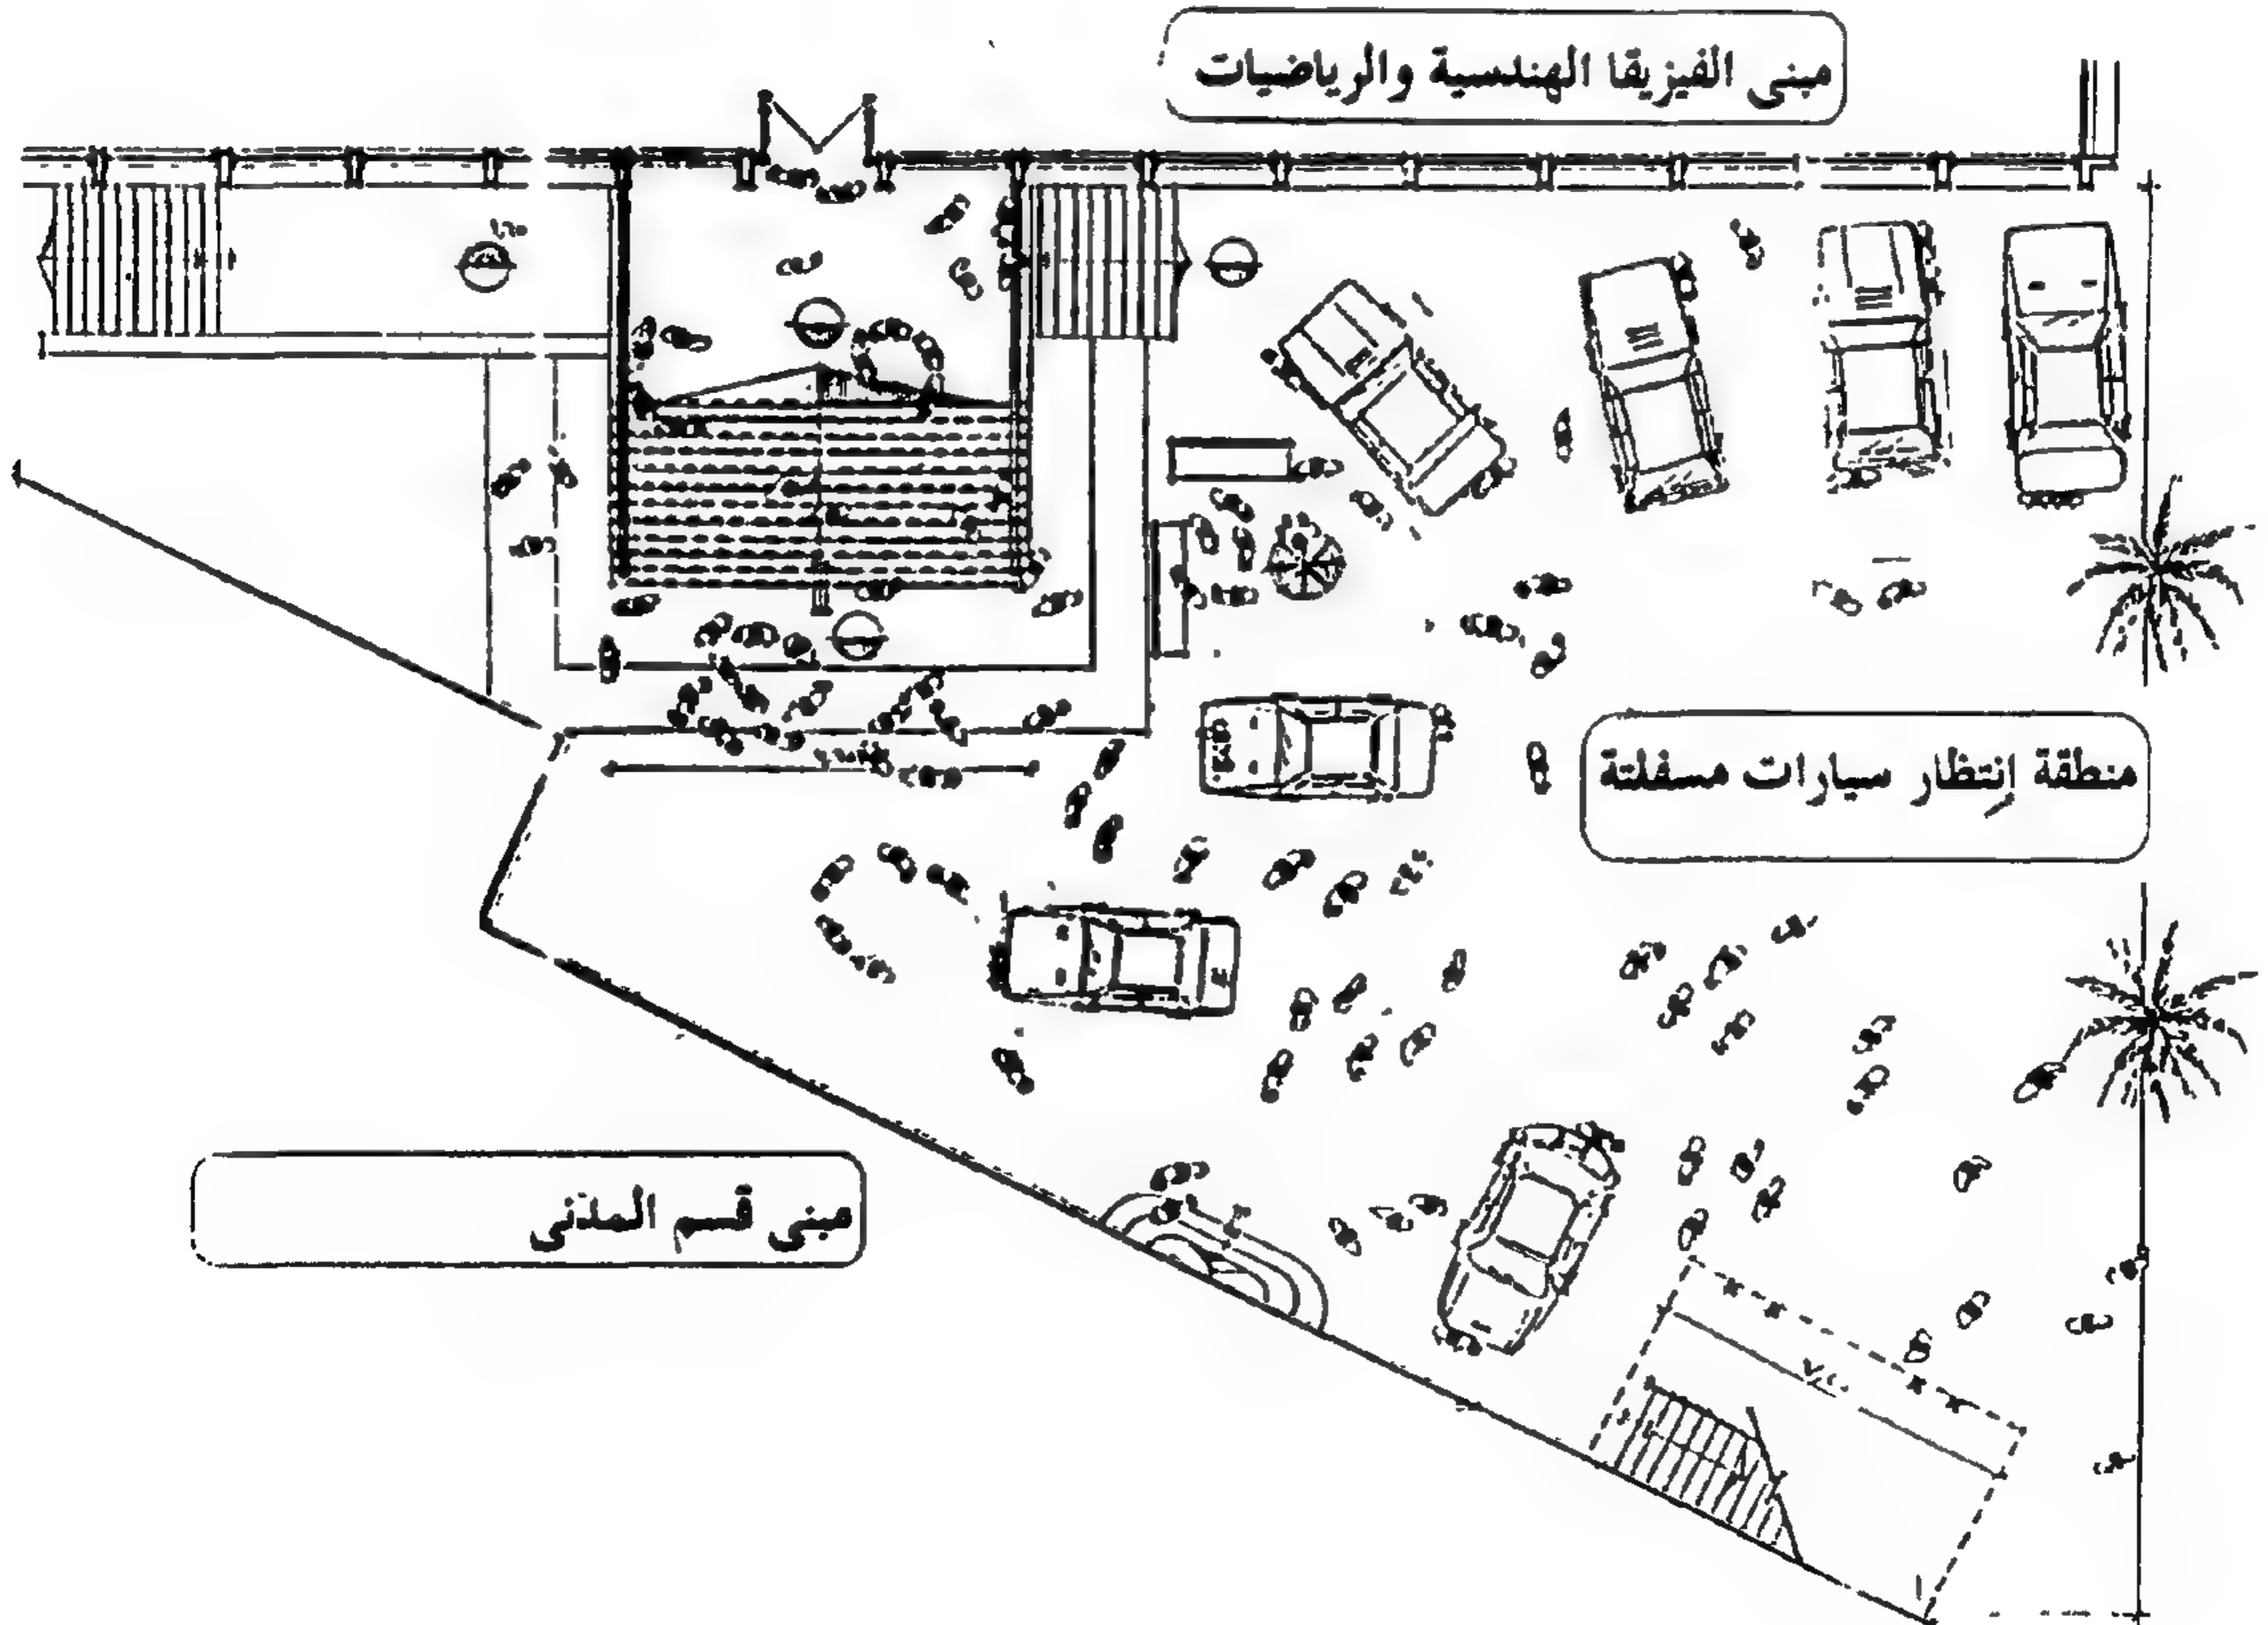 مبنى الفيزيقا الهندسية والرياضيات
منطقة إنتظار سيارات مسفلتة
مبنى قسم المدنى